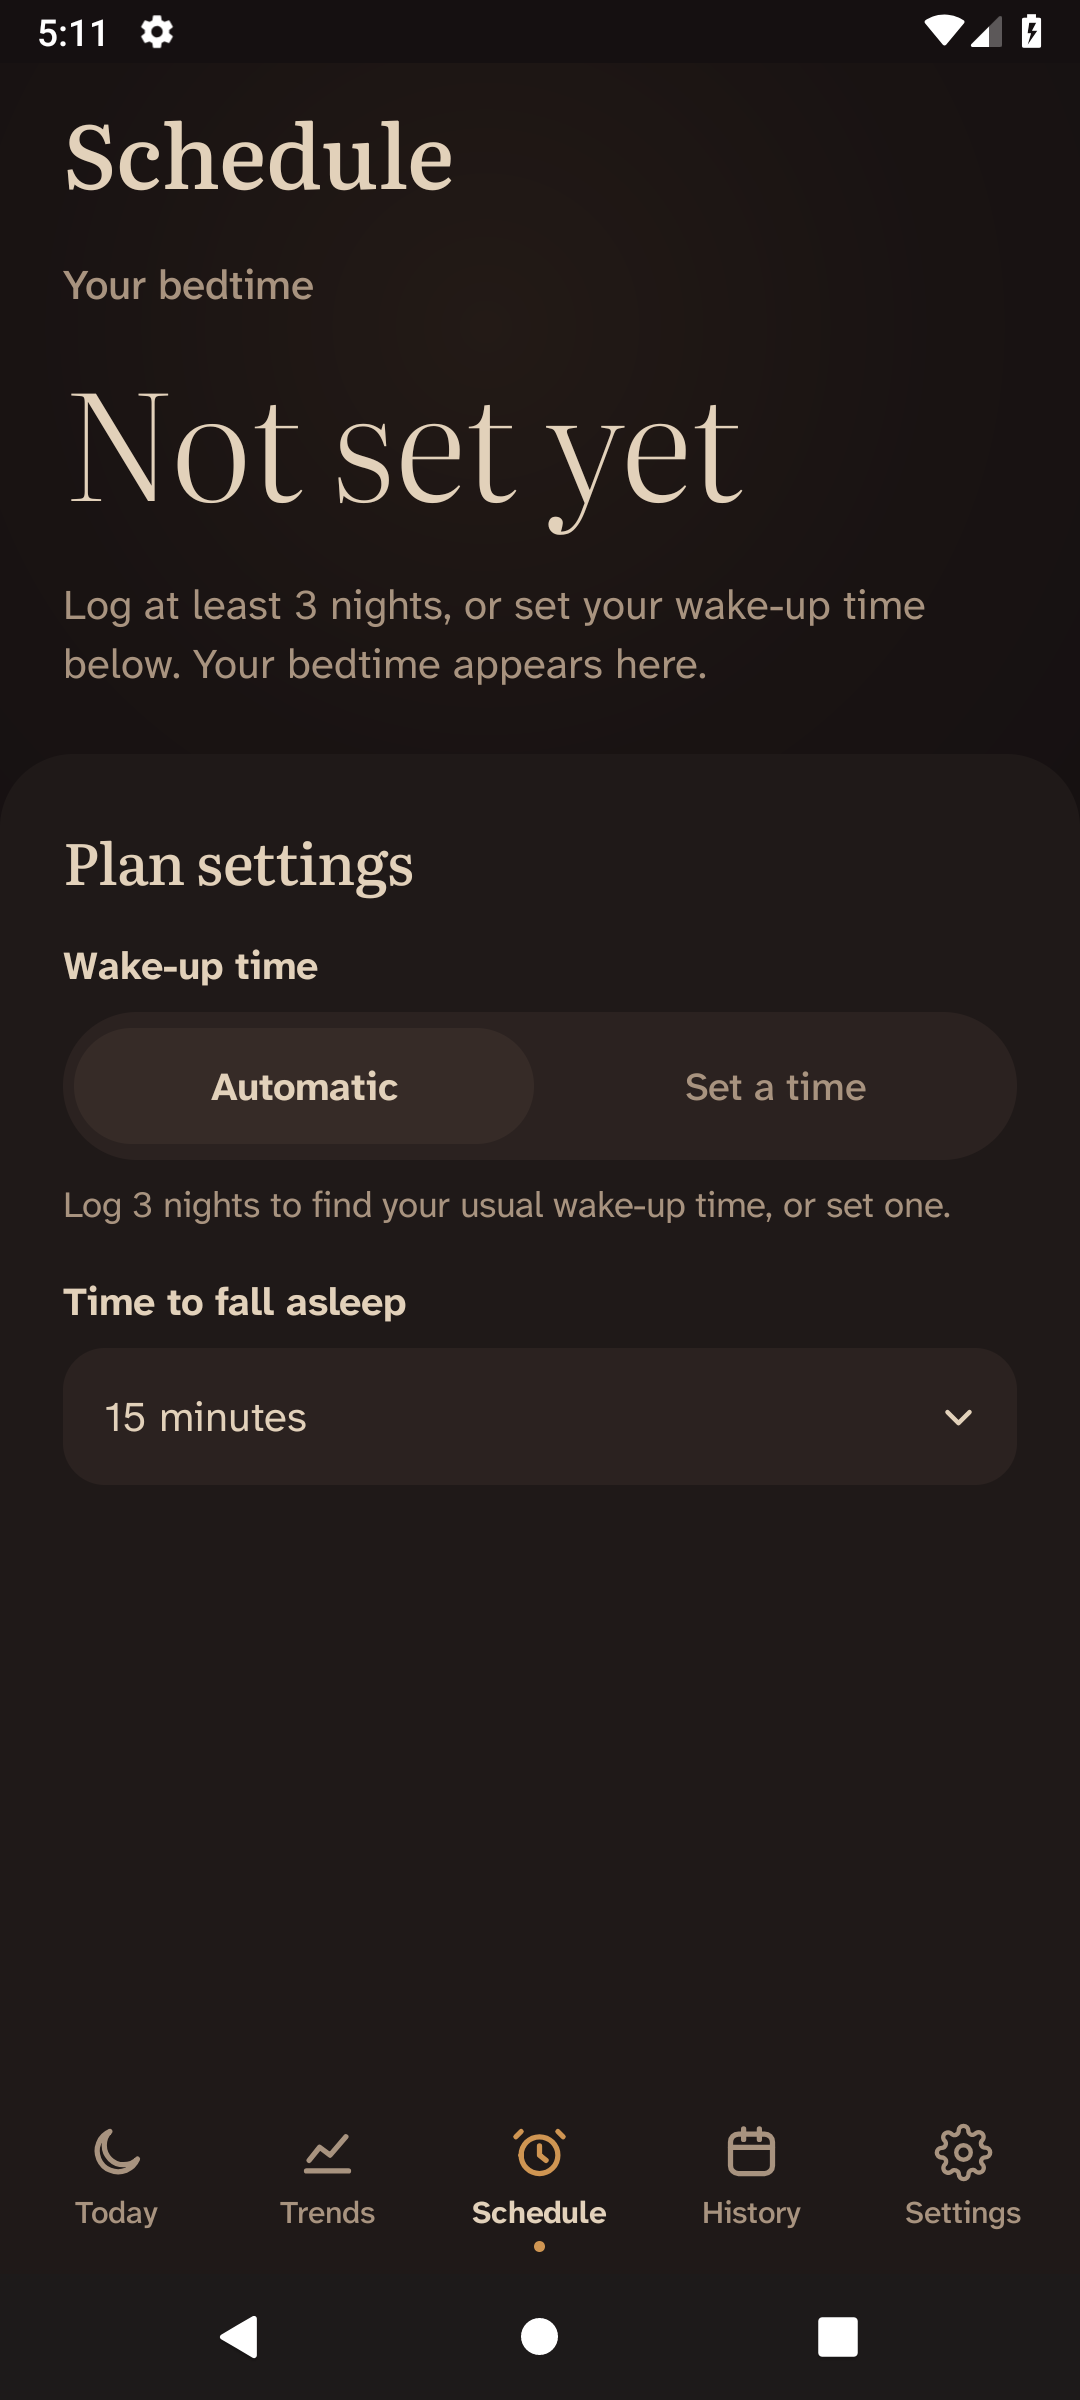 5:11
Schedule
Your bedtime
Not set yet
Log at least 3 nights, or set your wake-up time
below. Your bedtime appears here.
Plan settings
Wake-up time
Automatic
Set a time
Log 3 nights to find your usual wake-up time, or set one.
Time to fall asleep
15 minutes
Today
Trends
Schedule
History
Settings